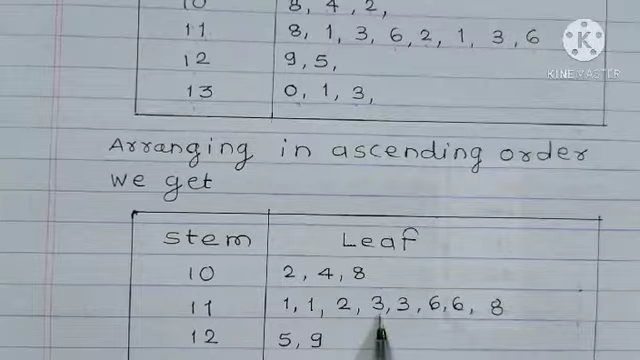 10 8, 4, 2,
11 8, 1, 3, 6, 2, 1, 3, 6
12 9, 5,
13 0, 1, 3,
KINEMASTER
Arranging in ascending order
we get
Stem Leaf
10 2, 4, 8
11 1, 1, 2, 3, 3, 6, 6, 8
12 5, 9